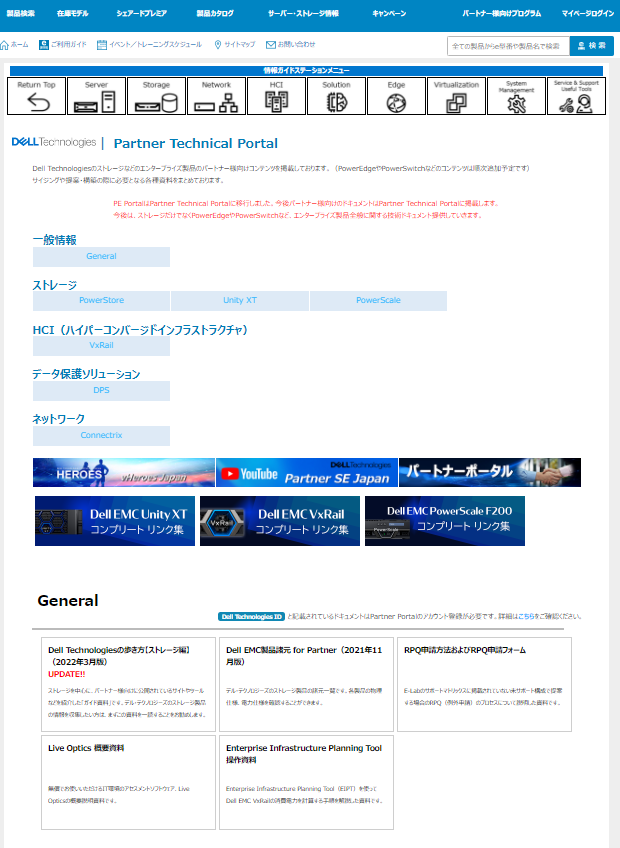 製品検索 在庫モデル シェアードプレミア 製品カタログ サーバー・ストレージ情報 キャンペーン パートナー様向けプログラム マイページログイン
ホーム ご利用ガイド イベント／トレーニングスケジュール サイトマップ お問い合わせ 全ての製品から型番や製品名で検索 検 索
情報ガイドステーションメニュー
Return Top Server Storage Network HCI Solution Edge Virtualization System Management Service & Support Useful Tools
DELLTechnologies | Partner Technical Portal
Dell Technologiesのストレージなどのエンタープライズ製品のパートナー様向けコンテンツを掲載しております。（PowerEdgeやPowerSwitchなどのコンテンツは順次追加予定です）
サイジングや提案・構築の際に必要となる各種資料をまとめております。
PE PortalはPartner Technical Portalに移行しました。今後パートナー様向けのドキュメントはPartner Technical Portalに掲載します。
今後は、ストレージだけでなくPowerEdgeやPowerSwitchなど、エンタープライズ製品全般に関する技術ドキュメント提供していきます。
一般情報
General
ストレージ
PowerStore Unity XT PowerScale
HCI（ハイパーコンバージドインフラストラクチャ）
VxRail
データ保護ソリューション
DPS
ネットワーク
Connectrix
HEROES vHeroes Japan YouTube DELLTechnologies Partner SE Japan パートナーポータル
Dell EMC Unity XT
コンプリート リンク集
VxRail Dell EMC VxRail
コンプリート リンク集
PowerScale Dell EMC PowerScale F200
コンプリート リンク集
General
Dell Technologies ID と記載されているドキュメントはPartner Portalのアカウント登録が必要です。詳細はこちらをご確認ください。
Dell Technologiesの歩き方【ストレージ編】
（2022年3月版）
UPDATE!!
ストレージを中心に、パートナー様向けに公開されているサイトやツール
などを紹介した「ガイド資料」です。デル・テクノロジーズのストレージ製品
の情報を収集したい方は、まずこの資料を一読することをお勧めします。
Dell EMC製品諸元 for Partner（2021年11
月版）
デル・テクノロジーズのストレージ製品の諸元一覧です。各製品の物理
仕様、電力仕様を確認することができます。
RPQ申請方法およびRPQ申請フォーム
E-Labのサポートマトリックスに掲載されていない未サポート構成で提案
する場合のRPQ（例外申請）のプロセスについて説明した資料です。
Live Optics 概要資料
無償でお使いいただけるIT環境のアセスメントソフトウェア、Live
Opticsの概要説明資料です。
Enterprise Infrastructure Planning Tool
操作資料
Enterprise Infrastructure Planning Tool（EIPT）を使って
Dell EMC VxRailの消費電力を計算する手順を解説した資料です。